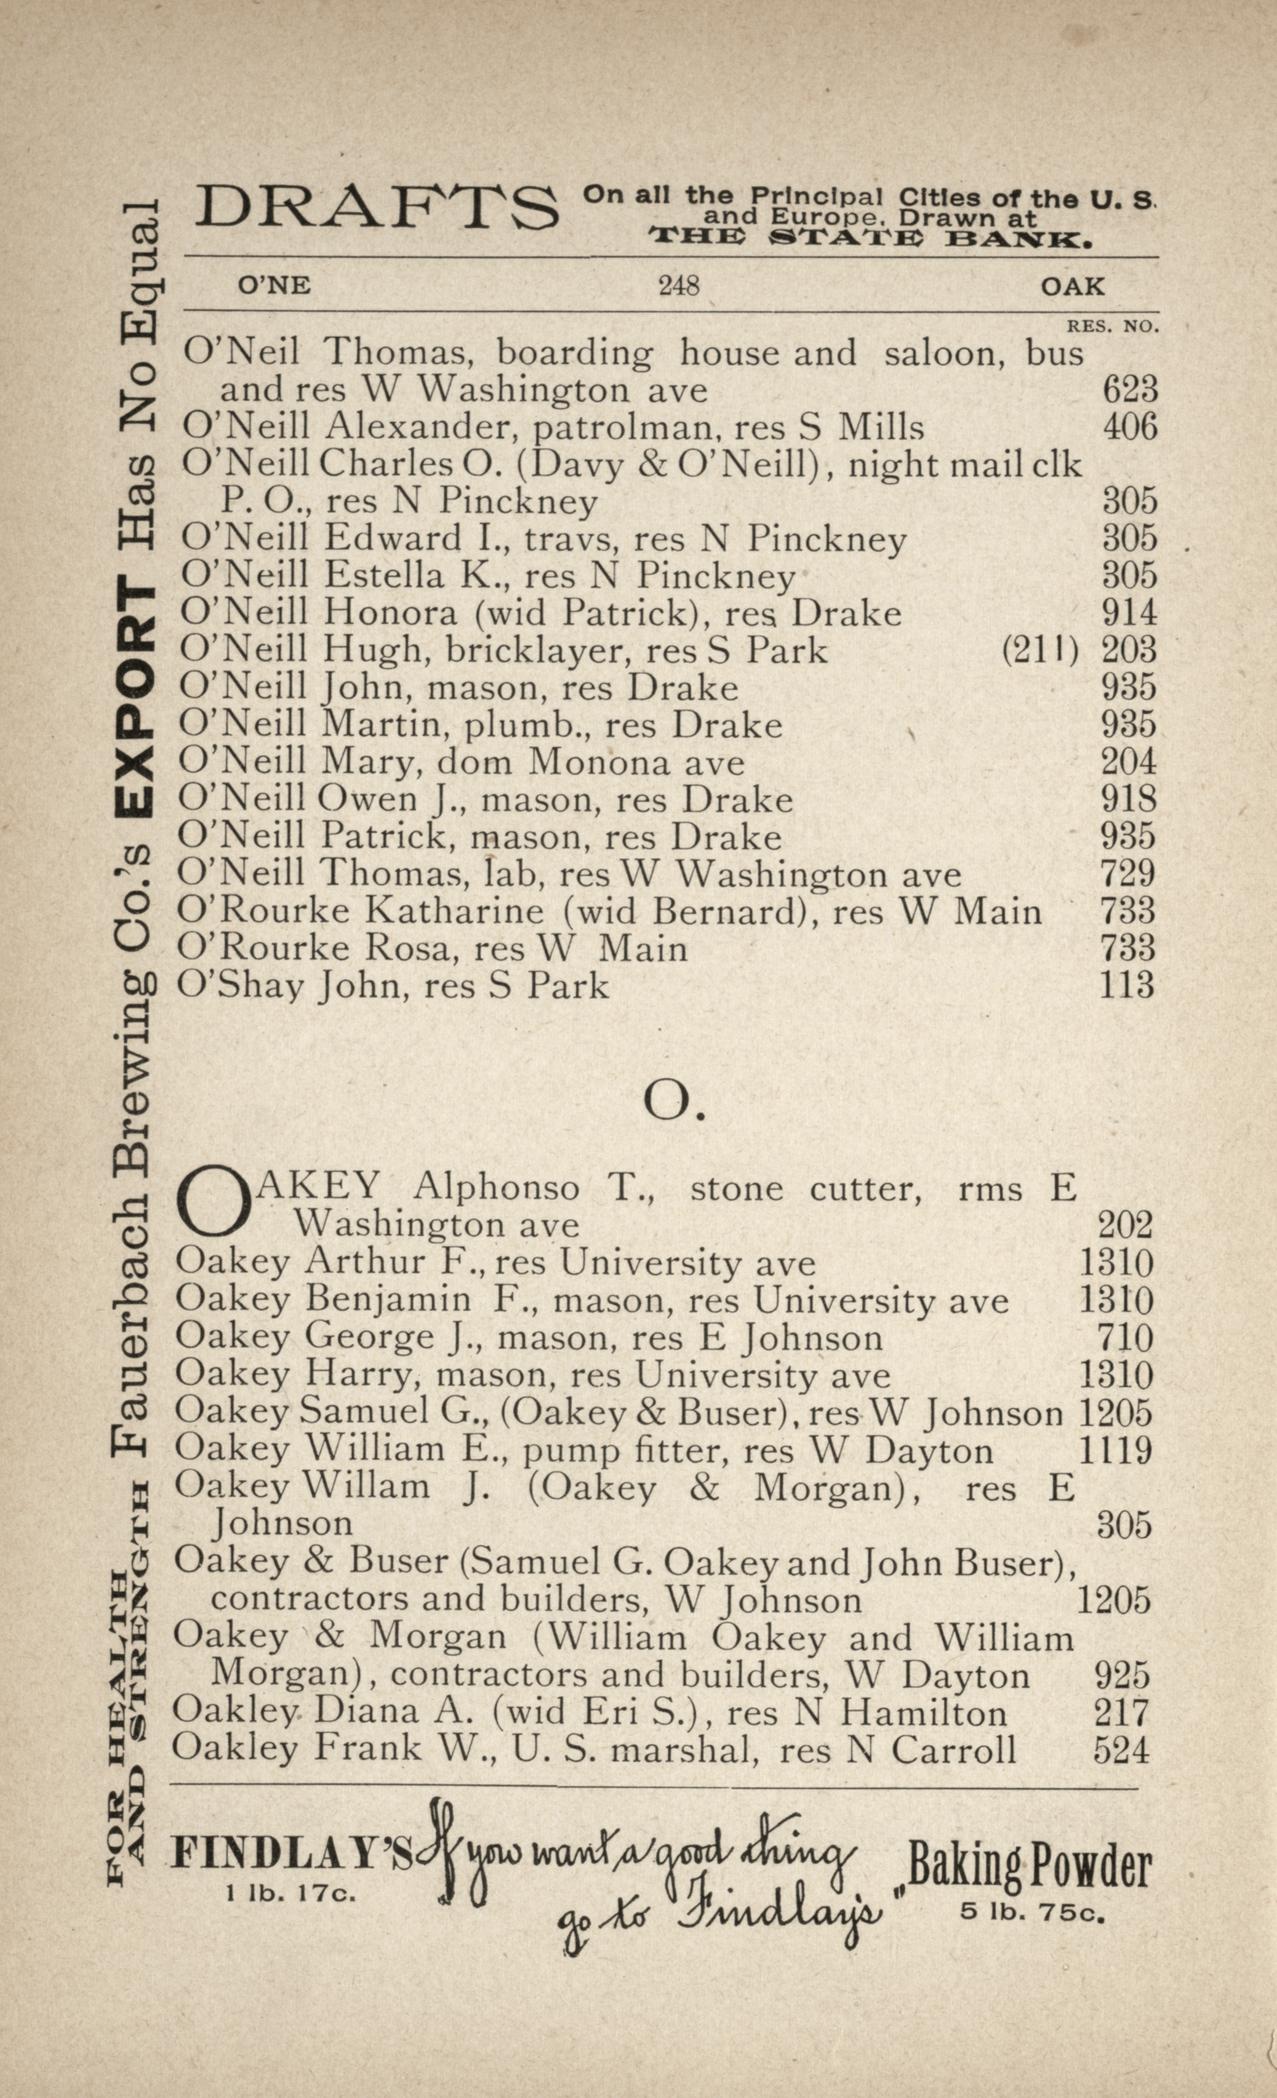 DRAFTS On all the Principal Cities of the U. S.
and Europe. Drawn at
THE STATE BANK.
O'NE 248 OAK
RES. NO.
O'Neil Thomas, boarding house and saloon, bus
and res W Washington ave 623
O'Neill Alexander, patrolman, res S Mills 406
O'Neill Charles O. (Davy & O'Neill), night mail clk
P. O., res N Pinckney 305
O'Neill Edward I., travs, res N Pinckney 305
O'Neill Estella K., res N Pinckney 305
O'Neill Honora (wid Patrick), res Drake 914
O'Neill Hugh, bricklayer, res S Park (211) 203
O'Neill John, mason, res Drake 935
O'Neill Martin, plumb., res Drake 935
O'Neill Mary, dom Monona ave 204
O'Neill Owen J., mason, res Drake 918
O'Neill Patrick, mason, res Drake 935
O'Neill Thomas, lab, res W Washington ave 729
O'Rourke Katharine (wid Bernard), res W Main 733
O'Rourke Rosa, res W Main 733
O'Shay John, res S Park 113
O.
OAKEY Alphonso T., stone cutter, rms E
Washington ave 202
Oakey Arthur F., res University ave 1310
Oakey Benjamin F., mason, res University ave 1310
Oakey George J., mason, res E Johnson 710
Oakey Harry, mason, res University ave 1310
Oakey Samuel G., (Oakey & Buser), res W Johnson 1205
Oakey William E., pump fitter, res W Dayton 1119
Oakey Willam J. (Oakey & Morgan), res E
Johnson 305
Oakey & Buser (Samuel G. Oakey and John Buser),
contractors and builders, W Johnson 1205
Oakey & Morgan (William Oakey and William
Morgan), contractors and builders, W Dayton 925
Oakley Diana A. (wid Eri S.), res N Hamilton 217
Oakley Frank W., U. S. marshal, res N Carroll 524
FOR HEALTH
AND STRENGTH
Fauerbach Brewing Co.'s EXPORT Has No Equal
FINDLAY'S If you want a good thing „Baking Powder
1 lb. 17c. go to Findlay's" 5 lb. 75c.